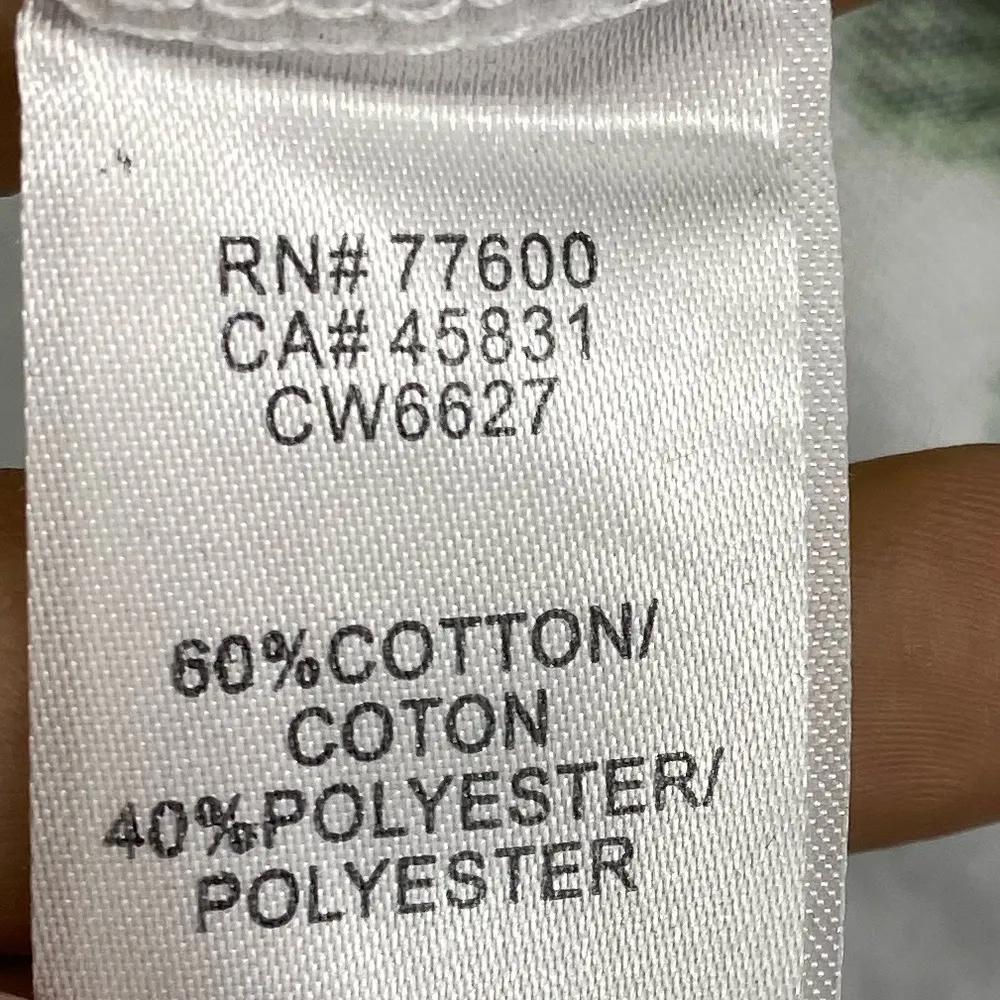 RN# 77600
CA# 45831
CW6627
60%COTTON/
COTON
40%POLYESTER/
POLYESTER